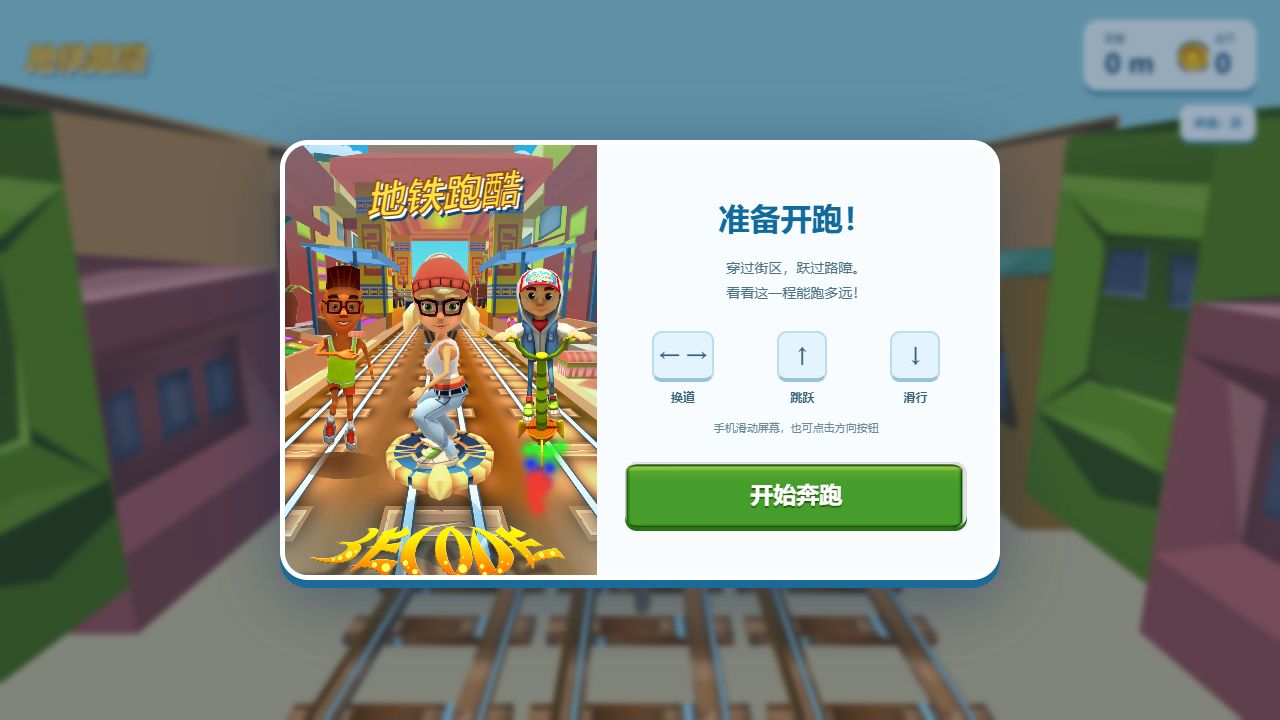 地铁跑酷
0 m
0
地铁跑酷
准备开跑！
穿过街区，跃过路障。
看看这一程能跑多远！
← →
↑
↓
换道
跳跃
滑行
手机滑动屏幕，也可点击方向按钮
开始奔跑